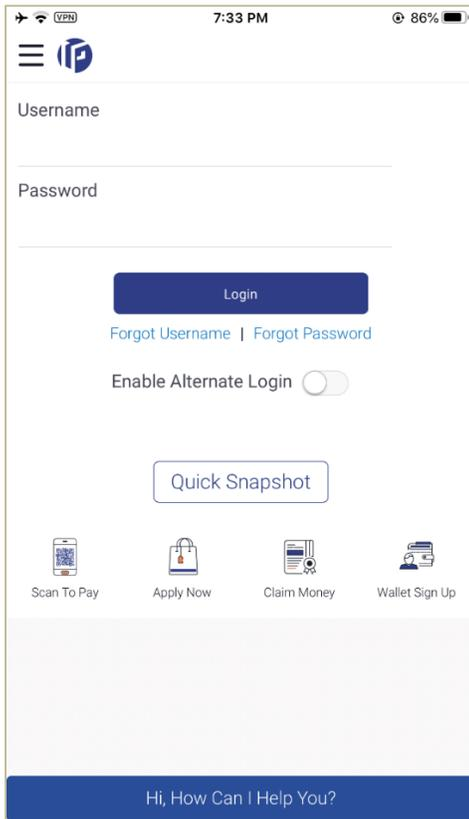 VPN 7:33 PM 86%
Username
Password
Login
Forgot Username | Forgot Password
Enable Alternate Login
Quick Snapshot
Scan To Pay Apply Now Claim Money Wallet Sign Up
Hi, How Can I Help You?